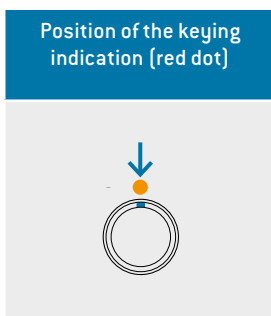 Position of the keying
indication (red dot)